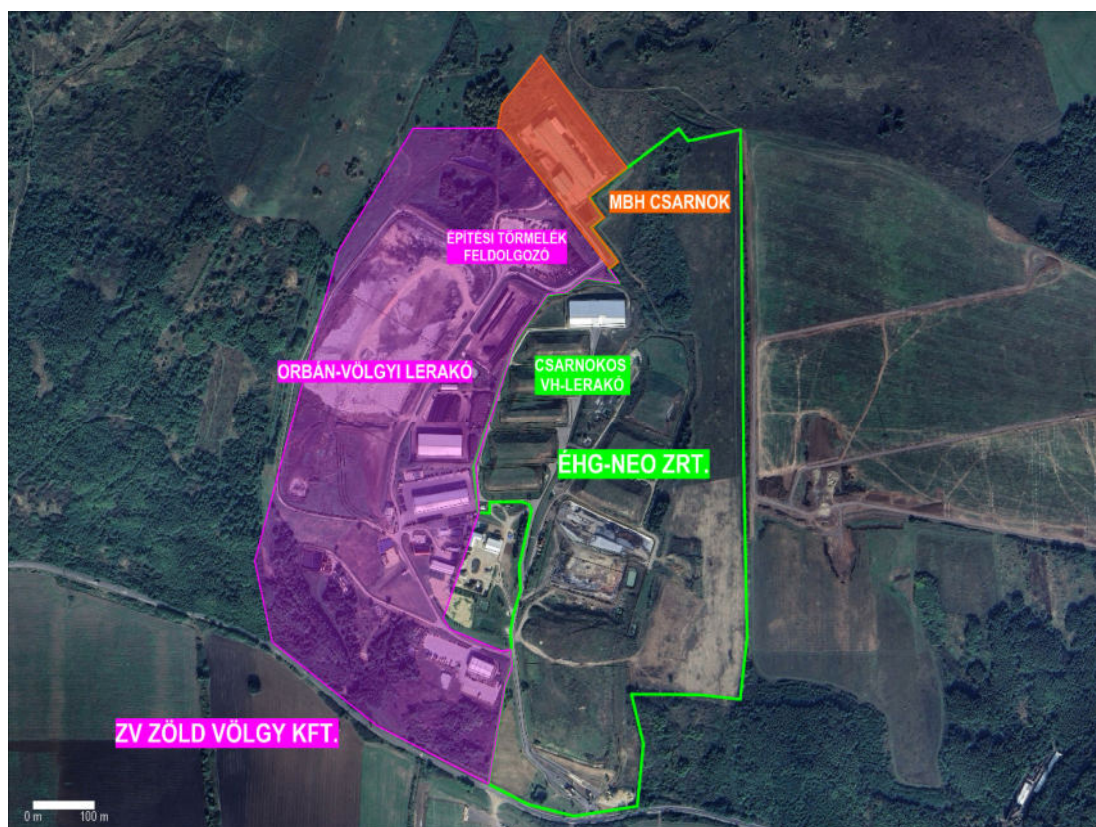 MBH CSARNOK
ÉPÍTÉSI TÖRMELÉK
FELDOLGOZÓ
ORBÁN-VÖLGYI LERAKÓ
CSARNOKOS
VH-LERAKÓ
ÉHG-NEO ZRT.
ZV ZÖLD VÖLGY KFT.
0 m 100 m